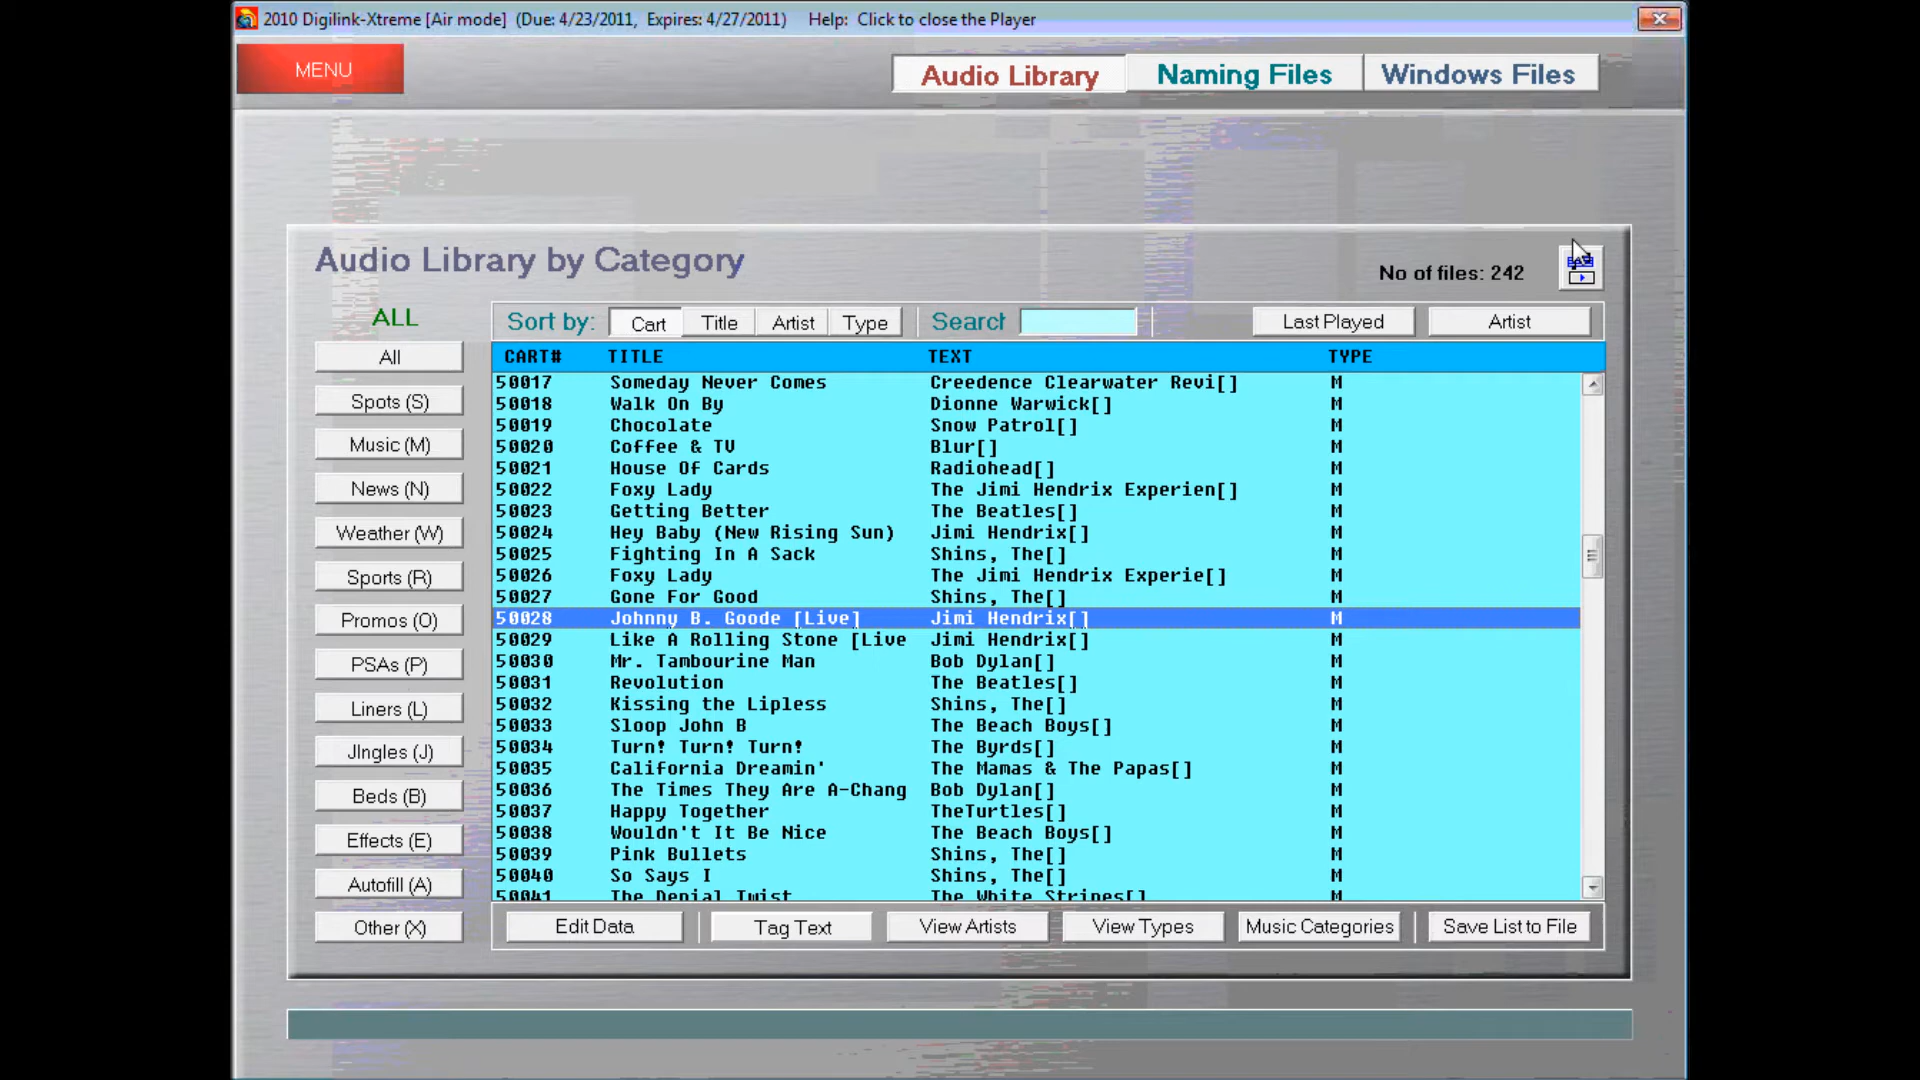 2010 Digilink-Xtreme [Air mode] (Due: 4/23/2011, Expires: 4/27/2011) Help: Click to close the Player
MENU
Audio Library Naming Files Windows Files
Audio Library by Category
No of files: 242
ALL
Sort by: Cart Title Artist Type Search Last Played Artist
All
Spots (S)
Music (M)
News (N)
Weather (W)
Sports (R)
Promos (O)
PSAs (P)
Liners (L)
JIngles (J)
Beds (B)
Effects (E)
Autofill (A)
Other (X)
CART# TITLE TEXT TYPE
50017 Someday Never Comes Creedence Clearwater Revi[] M
50018 Walk On By Dionne Warwick[] M
50019 Chocolate Snow Patrol[] M
50020 Coffee & TV Blur[] M
50021 House Of Cards Radiohead[] M
50022 Foxy Lady The Jimi Hendrix Experien[] M
50023 Getting Better The Beatles[] M
50024 Hey Baby (New Rising Sun) Jimi Hendrix[] M
50025 Fighting In A Sack Shins, The[] M
50026 Foxy Lady The Jimi Hendrix Experie[] M
50027 Gone For Good Shins, The[] M
50028 Johnny B. Goode [Live] Jimi Hendrix[] M
50029 Like A Rolling Stone [Live Jimi Hendrix[] M
50030 Mr. Tambourine Man Bob Dylan[] M
50031 Revolution The Beatles[] M
50032 Kissing the Lipless Shins, The[] M
50033 Sloop John B The Beach Boys[] M
50034 Turn! Turn! Turn! The Byrds[] M
50035 California Dreamin' The Mamas & The Papas[] M
50036 The Times They Are A-Chang Bob Dylan[] M
50037 Happy Together TheTurtles[] M
50038 Wouldn't It Be Nice The Beach Boys[] M
50039 Pink Bullets Shins, The[] M
50040 So Says I Shins, The[] M
50041 The Denial Twist The White Stripes[] M
Edit Data Tag Text View Artists View Types Music Categories Save List to File